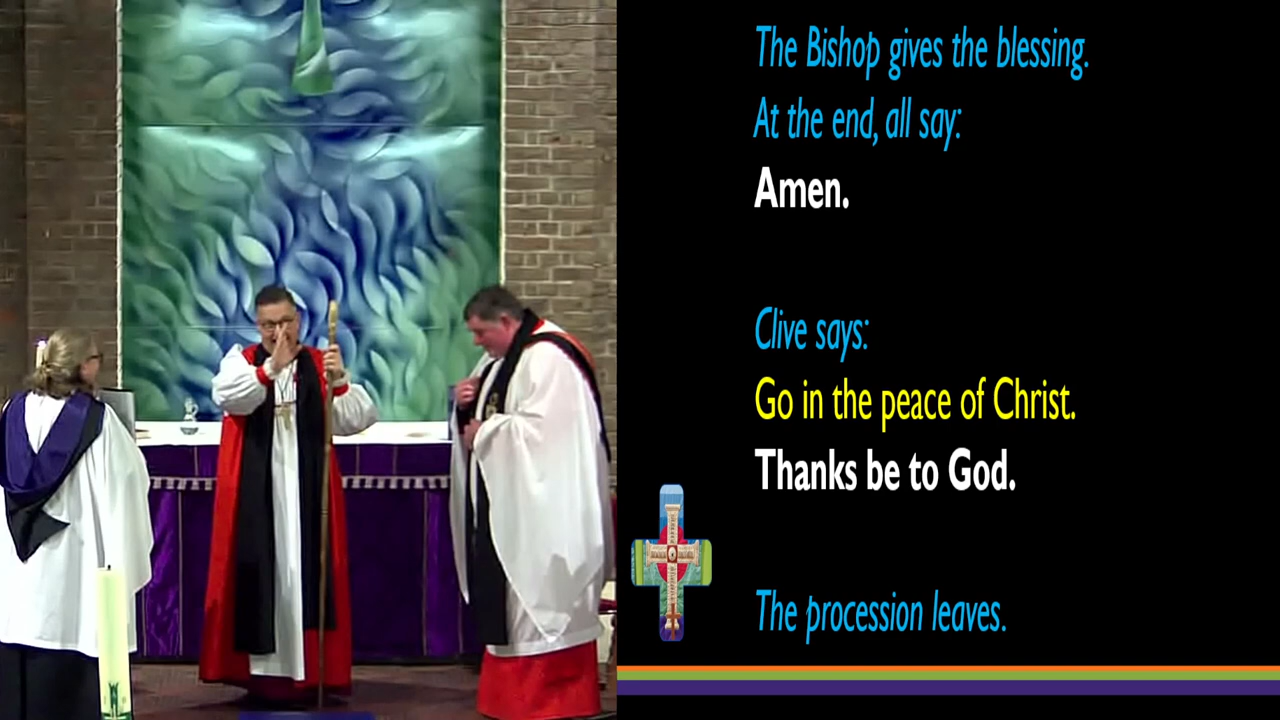 The Bishop gives the blessing.
At the end, all say:
Amen.
Clive says:
Go in the peace of Christ.
Thanks be to God.
The procession leaves.